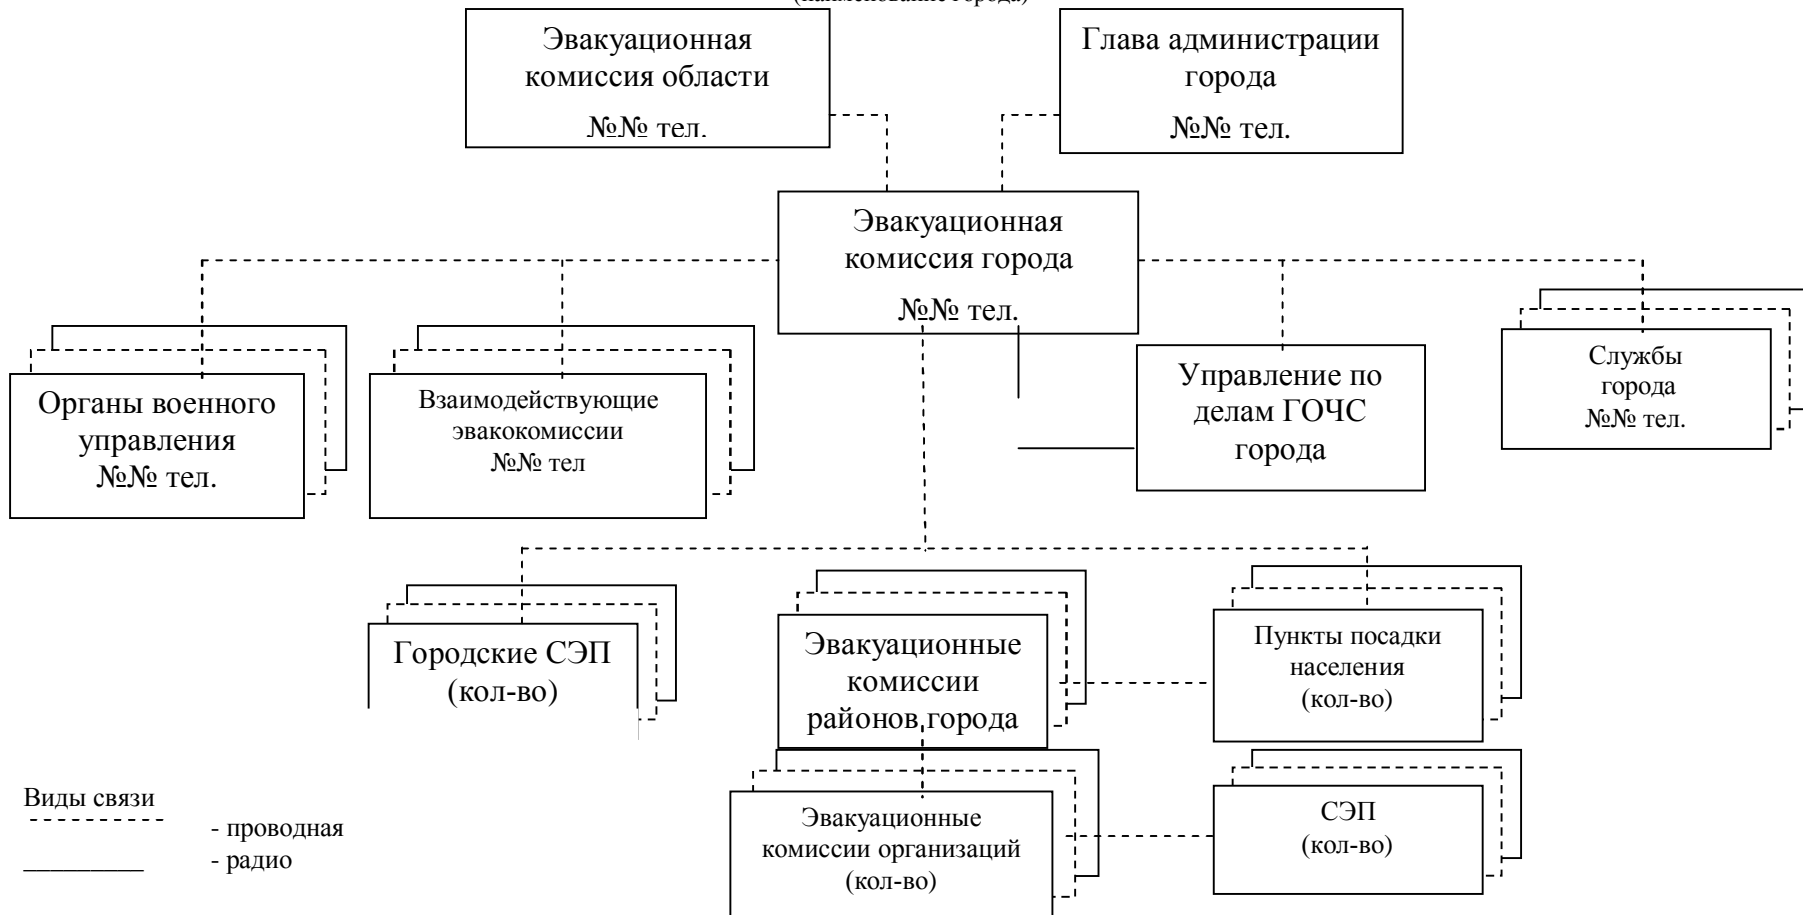 (наименование города)
Эвакуационная
комиссия области
№№ тел.
Глава администрации
города
№№ тел.
Эвакуационная
комиссия города
№№ тел.
Органы военного
управления
№№ тел.
Взаимодействующие
эвакокомиссии
№№ тел
Управление по
делам ГОЧС
города
Службы
города
№№ тел.
Городские СЭП
(кол-во)
Эвакуационные
комиссии
районов города
Пункты посадки
населения
(кол-во)
Эвакуационные
комиссии организаций
(кол-во)
СЭП
(кол-во)
Виды связи
- проводная
- радио